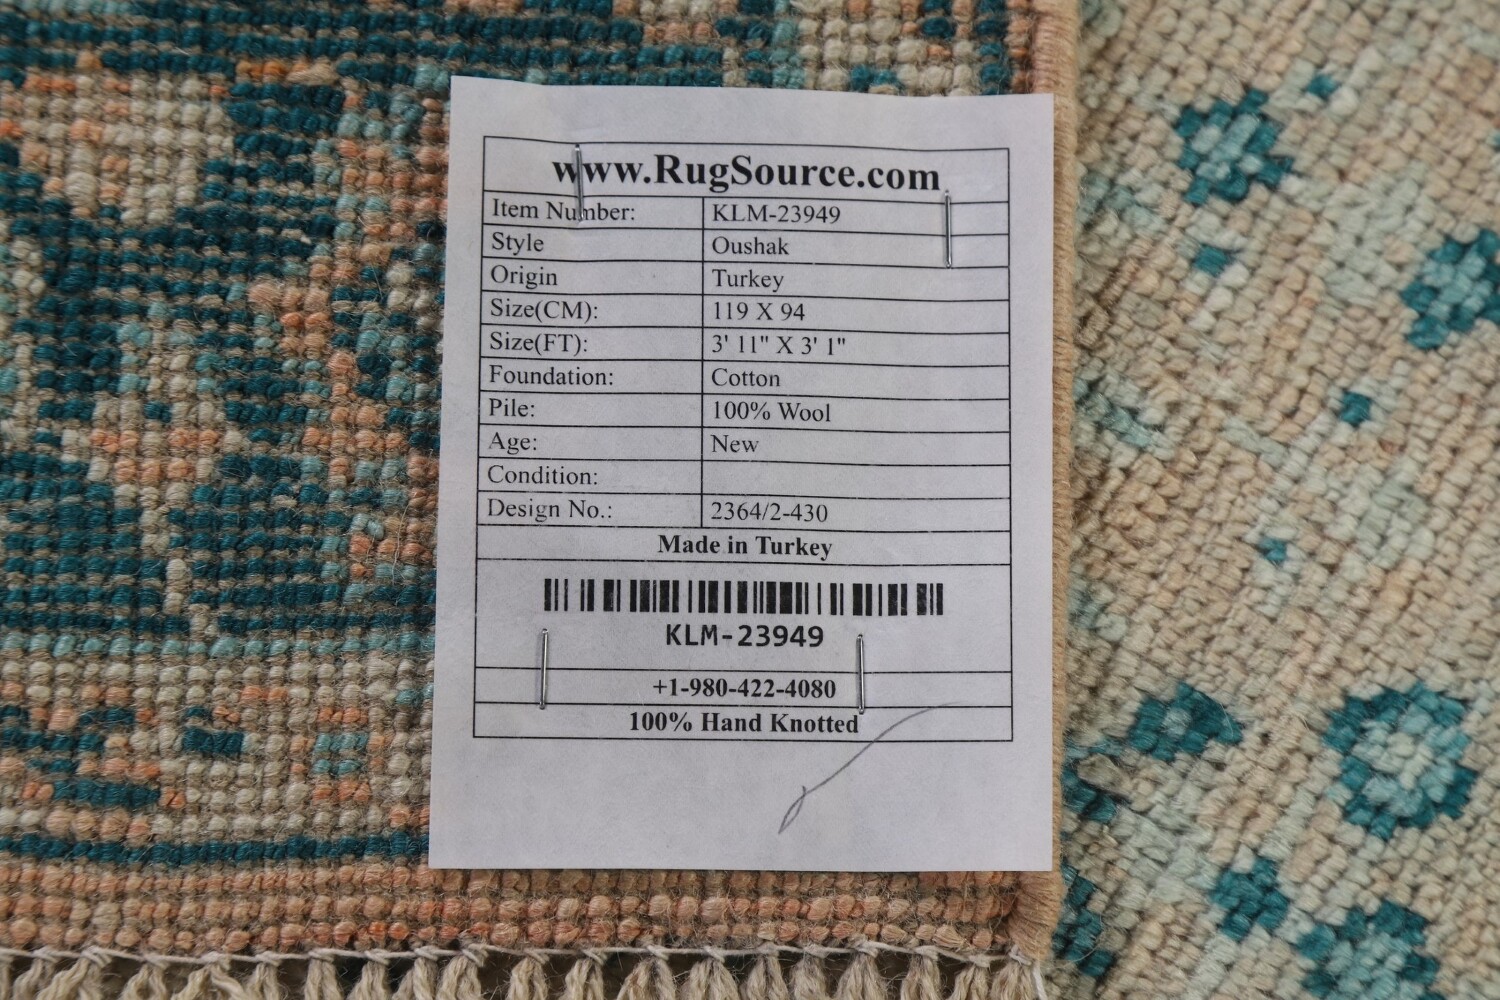 www.RugSource.com
Item Number: KLM-23949
Style Oushak
Origin Turkey
Size(CM): 119 X 94
Size(FT): 3' 11" X 3' 1"
Foundation: Cotton
Pile: 100% Wool
Age: New
Condition:
Design No.: 2364/2-430
Made in Turkey
KLM-23949
+1-980-422-4080
100% Hand Knotted